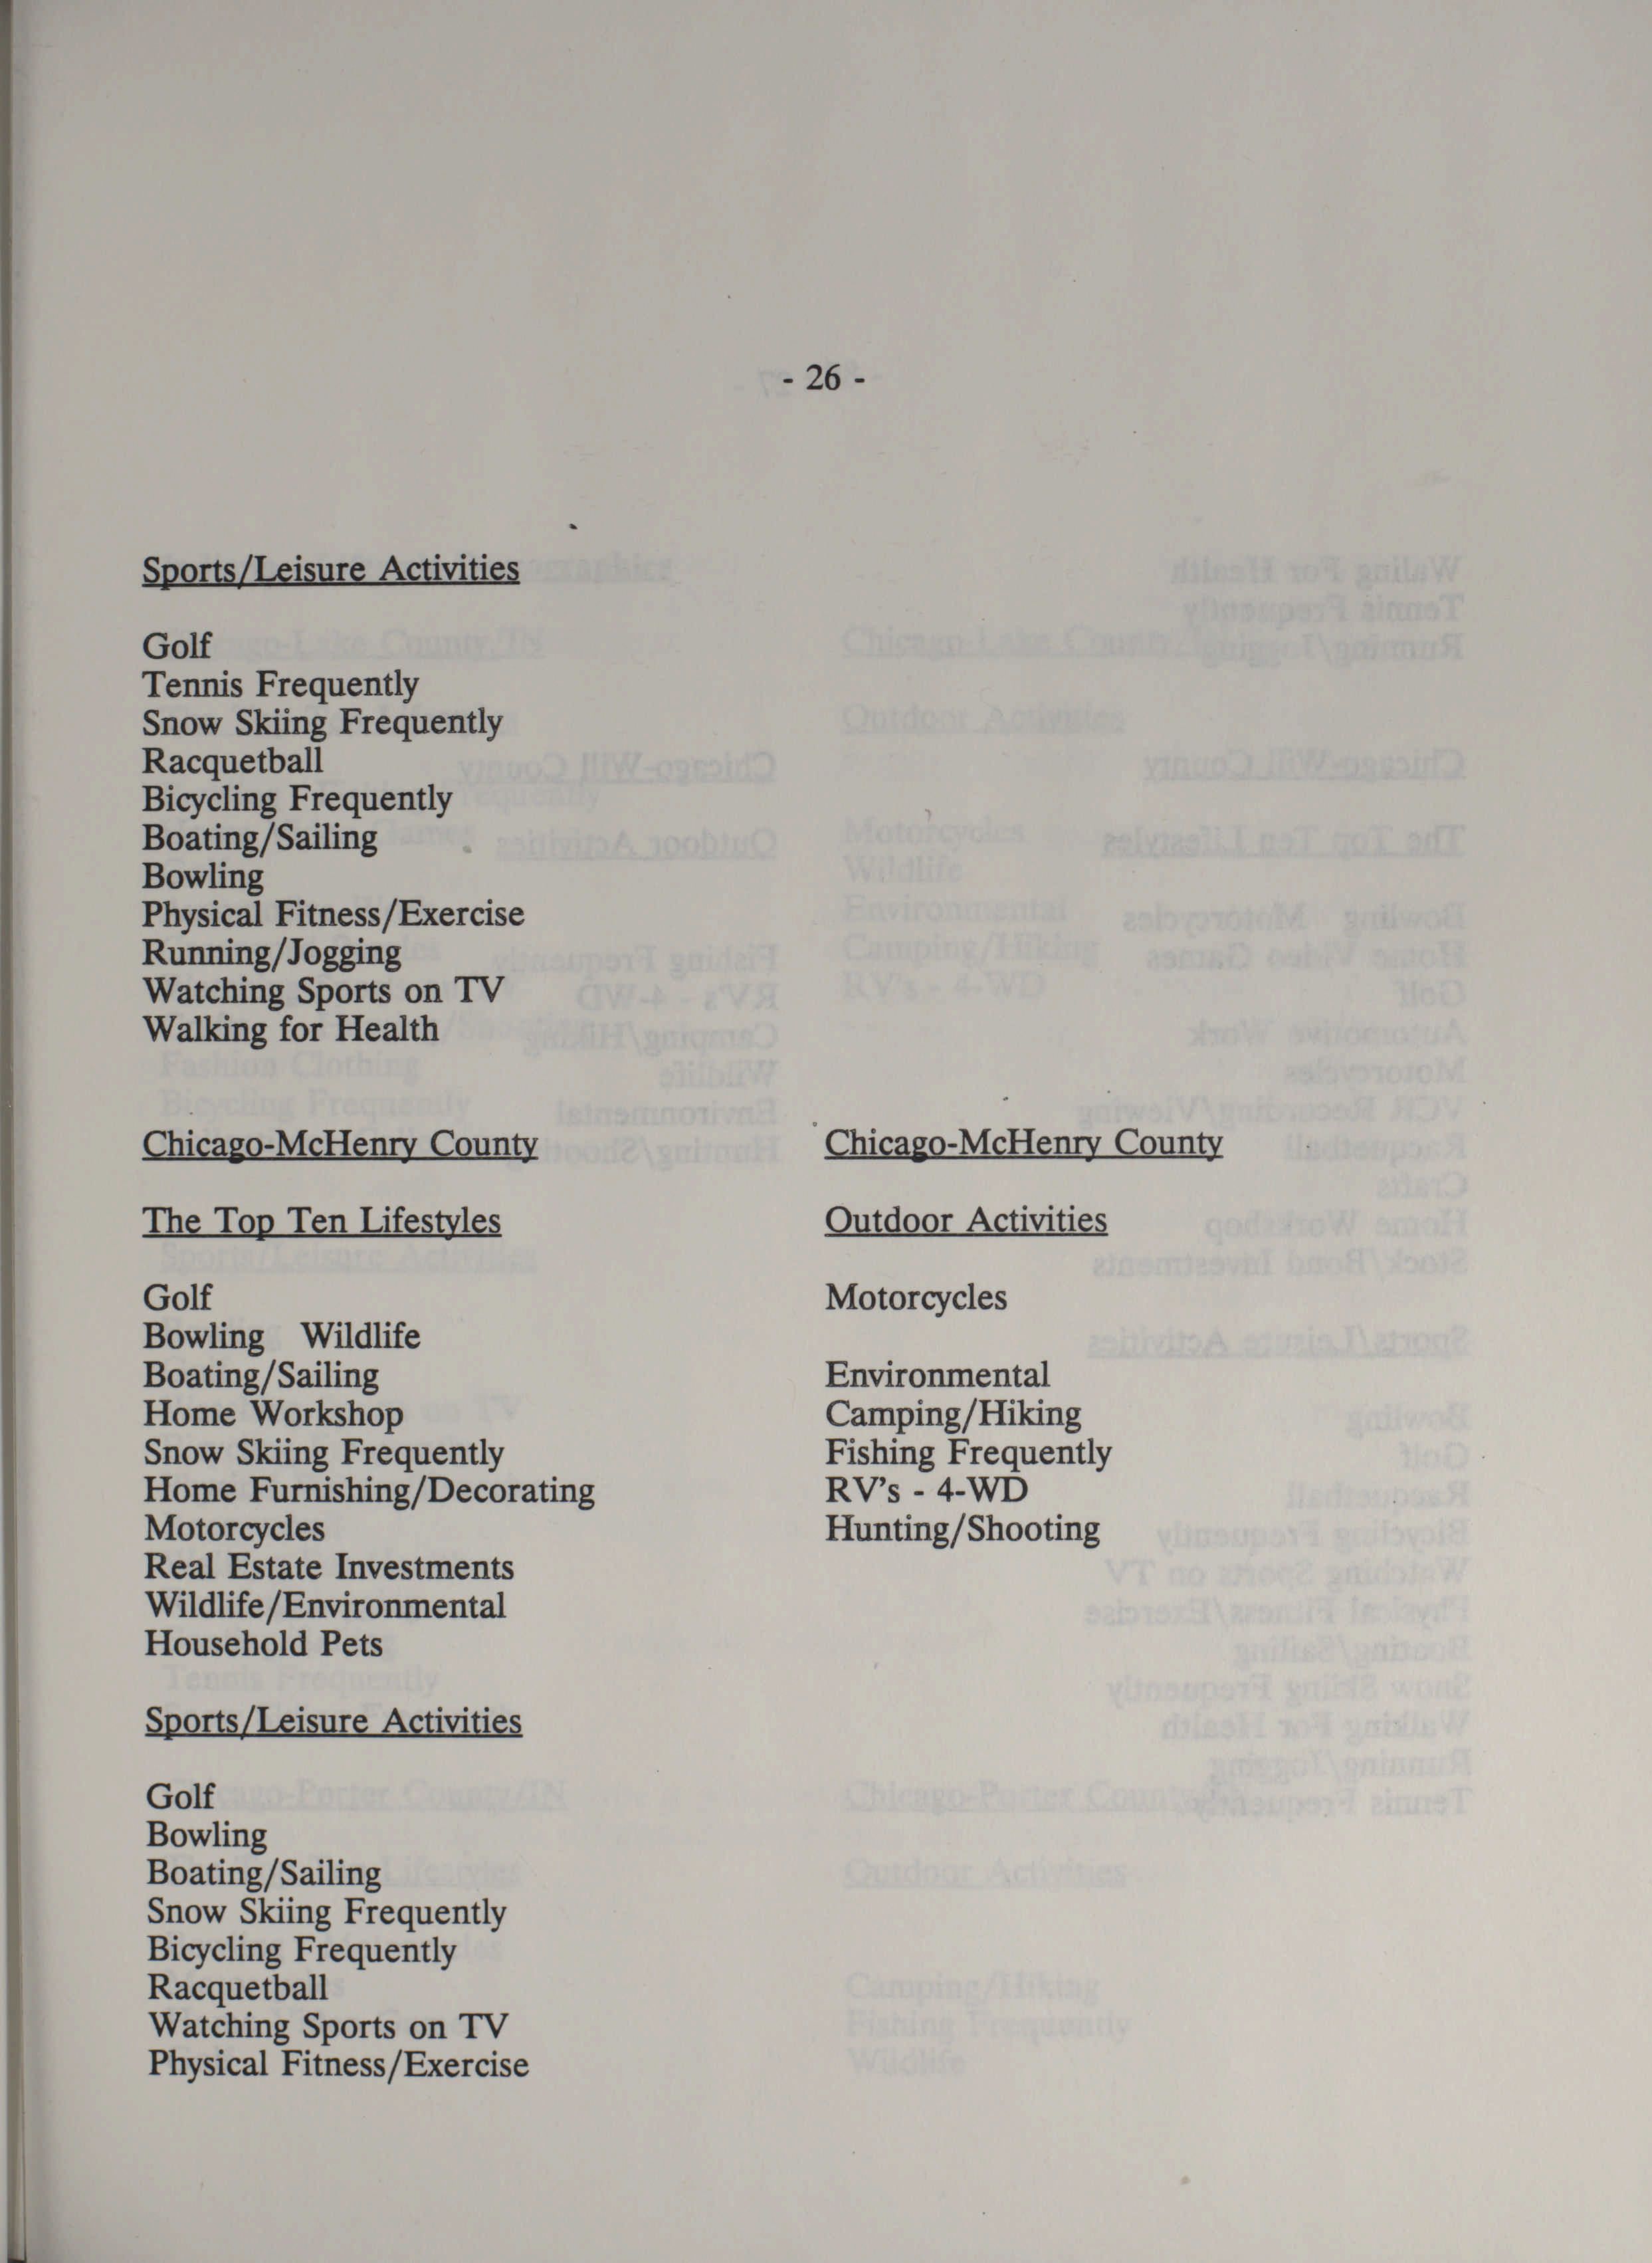 - 26 -
Sports/Leisure Activities
Golf
Tennis Frequently
Snow Skiing Frequently
Racquetball
Bicycling Frequently
Boating/Sailing
Bowling
Physical Fitness/Exercise
Running/Jogging
Watching Sports on TV
Walking for Health
Chicago-McHenry County
The Top Ten Lifestyles
Golf
Bowling Wildlife
Boating/Sailing
Home Workshop
Snow Skiing Frequently
Home Furnishing/Decorating
Motorcycles
Real Estate Investments
Wildlife/Environmental
Household Pets
Sports/Leisure Activities
Golf
Bowling
Boating/Sailing
Snow Skiing Frequently
Bicycling Frequently
Racquetball
Watching Sports on TV
Physical Fitness/Exercise
Chicago-McHenry County
Outdoor Activities
Motorcycles
Environmental
Camping/Hiking
Fishing Frequently
RV's - 4-WD
Hunting/Shooting